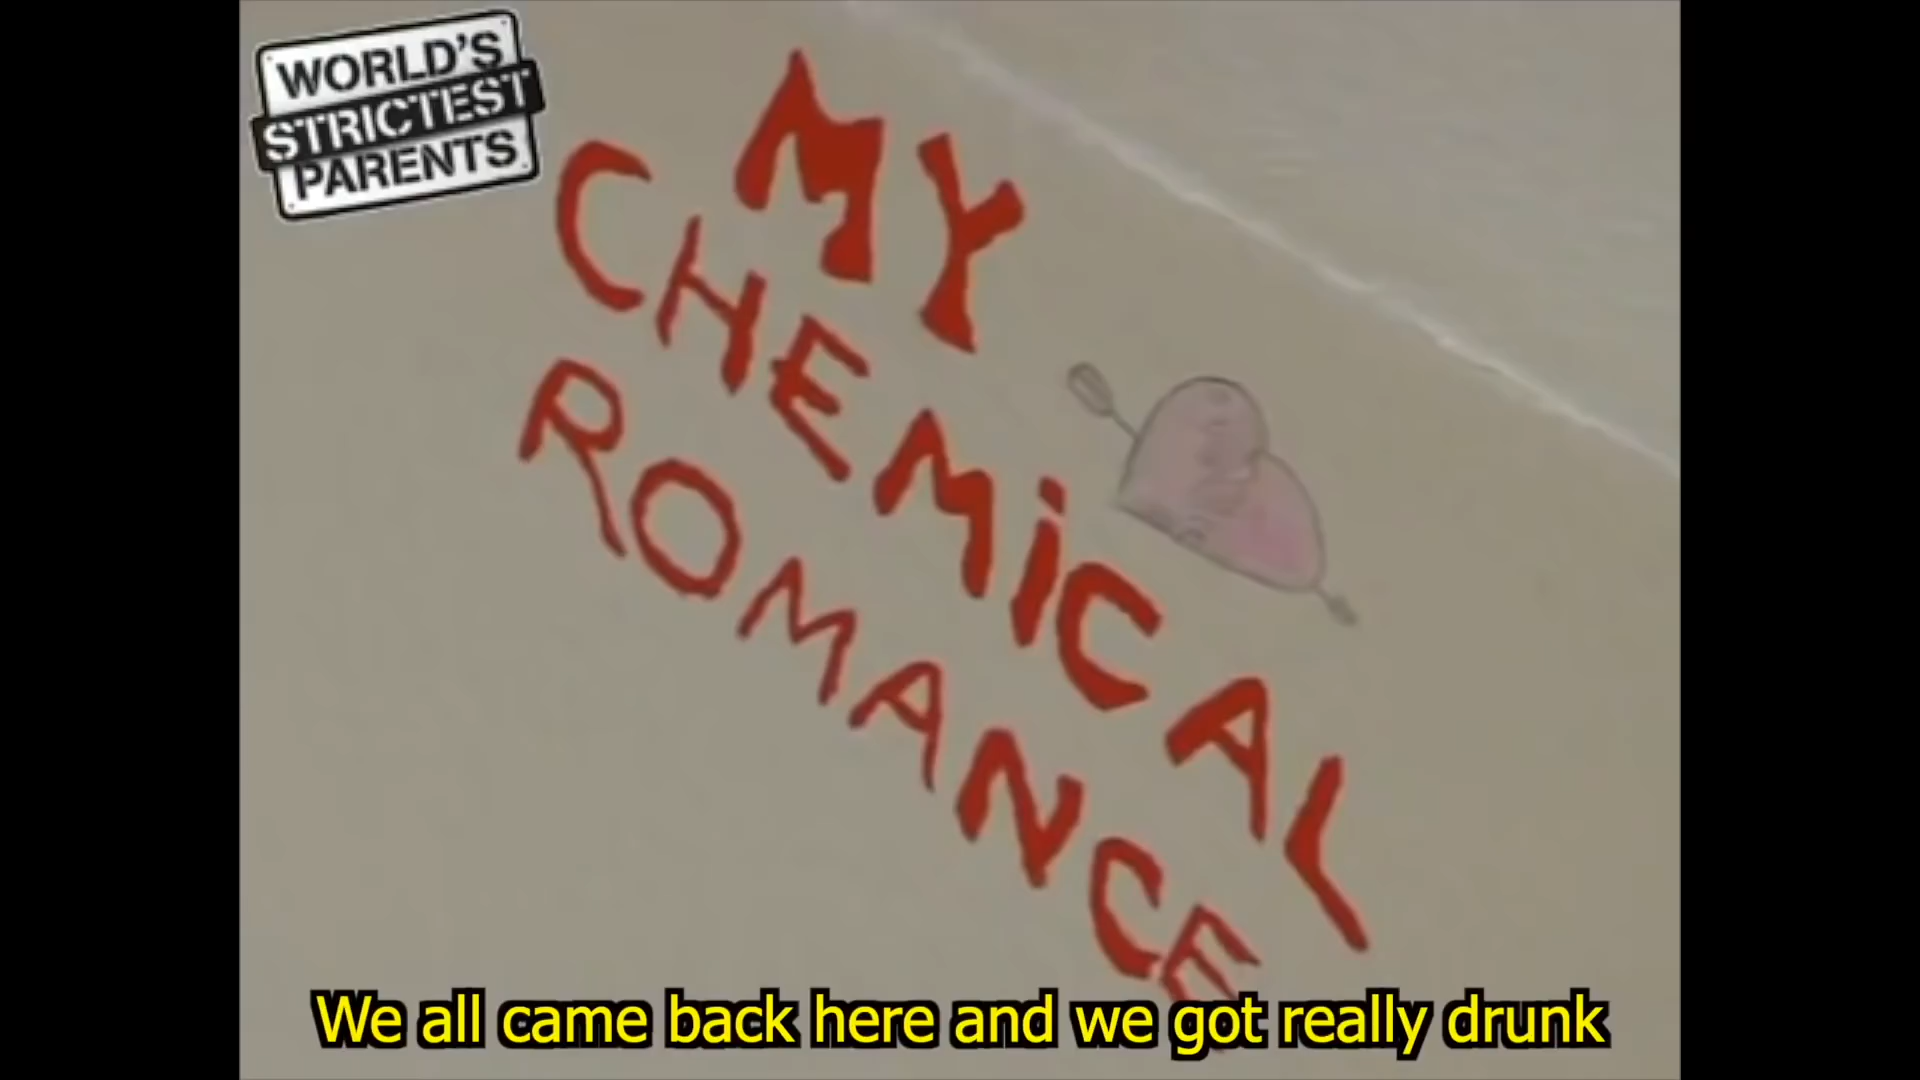 WORLD'S
STRICTEST
PARENTS
MY
CHEMiCAL
ROMANCE
We all came back here and we got really drunk